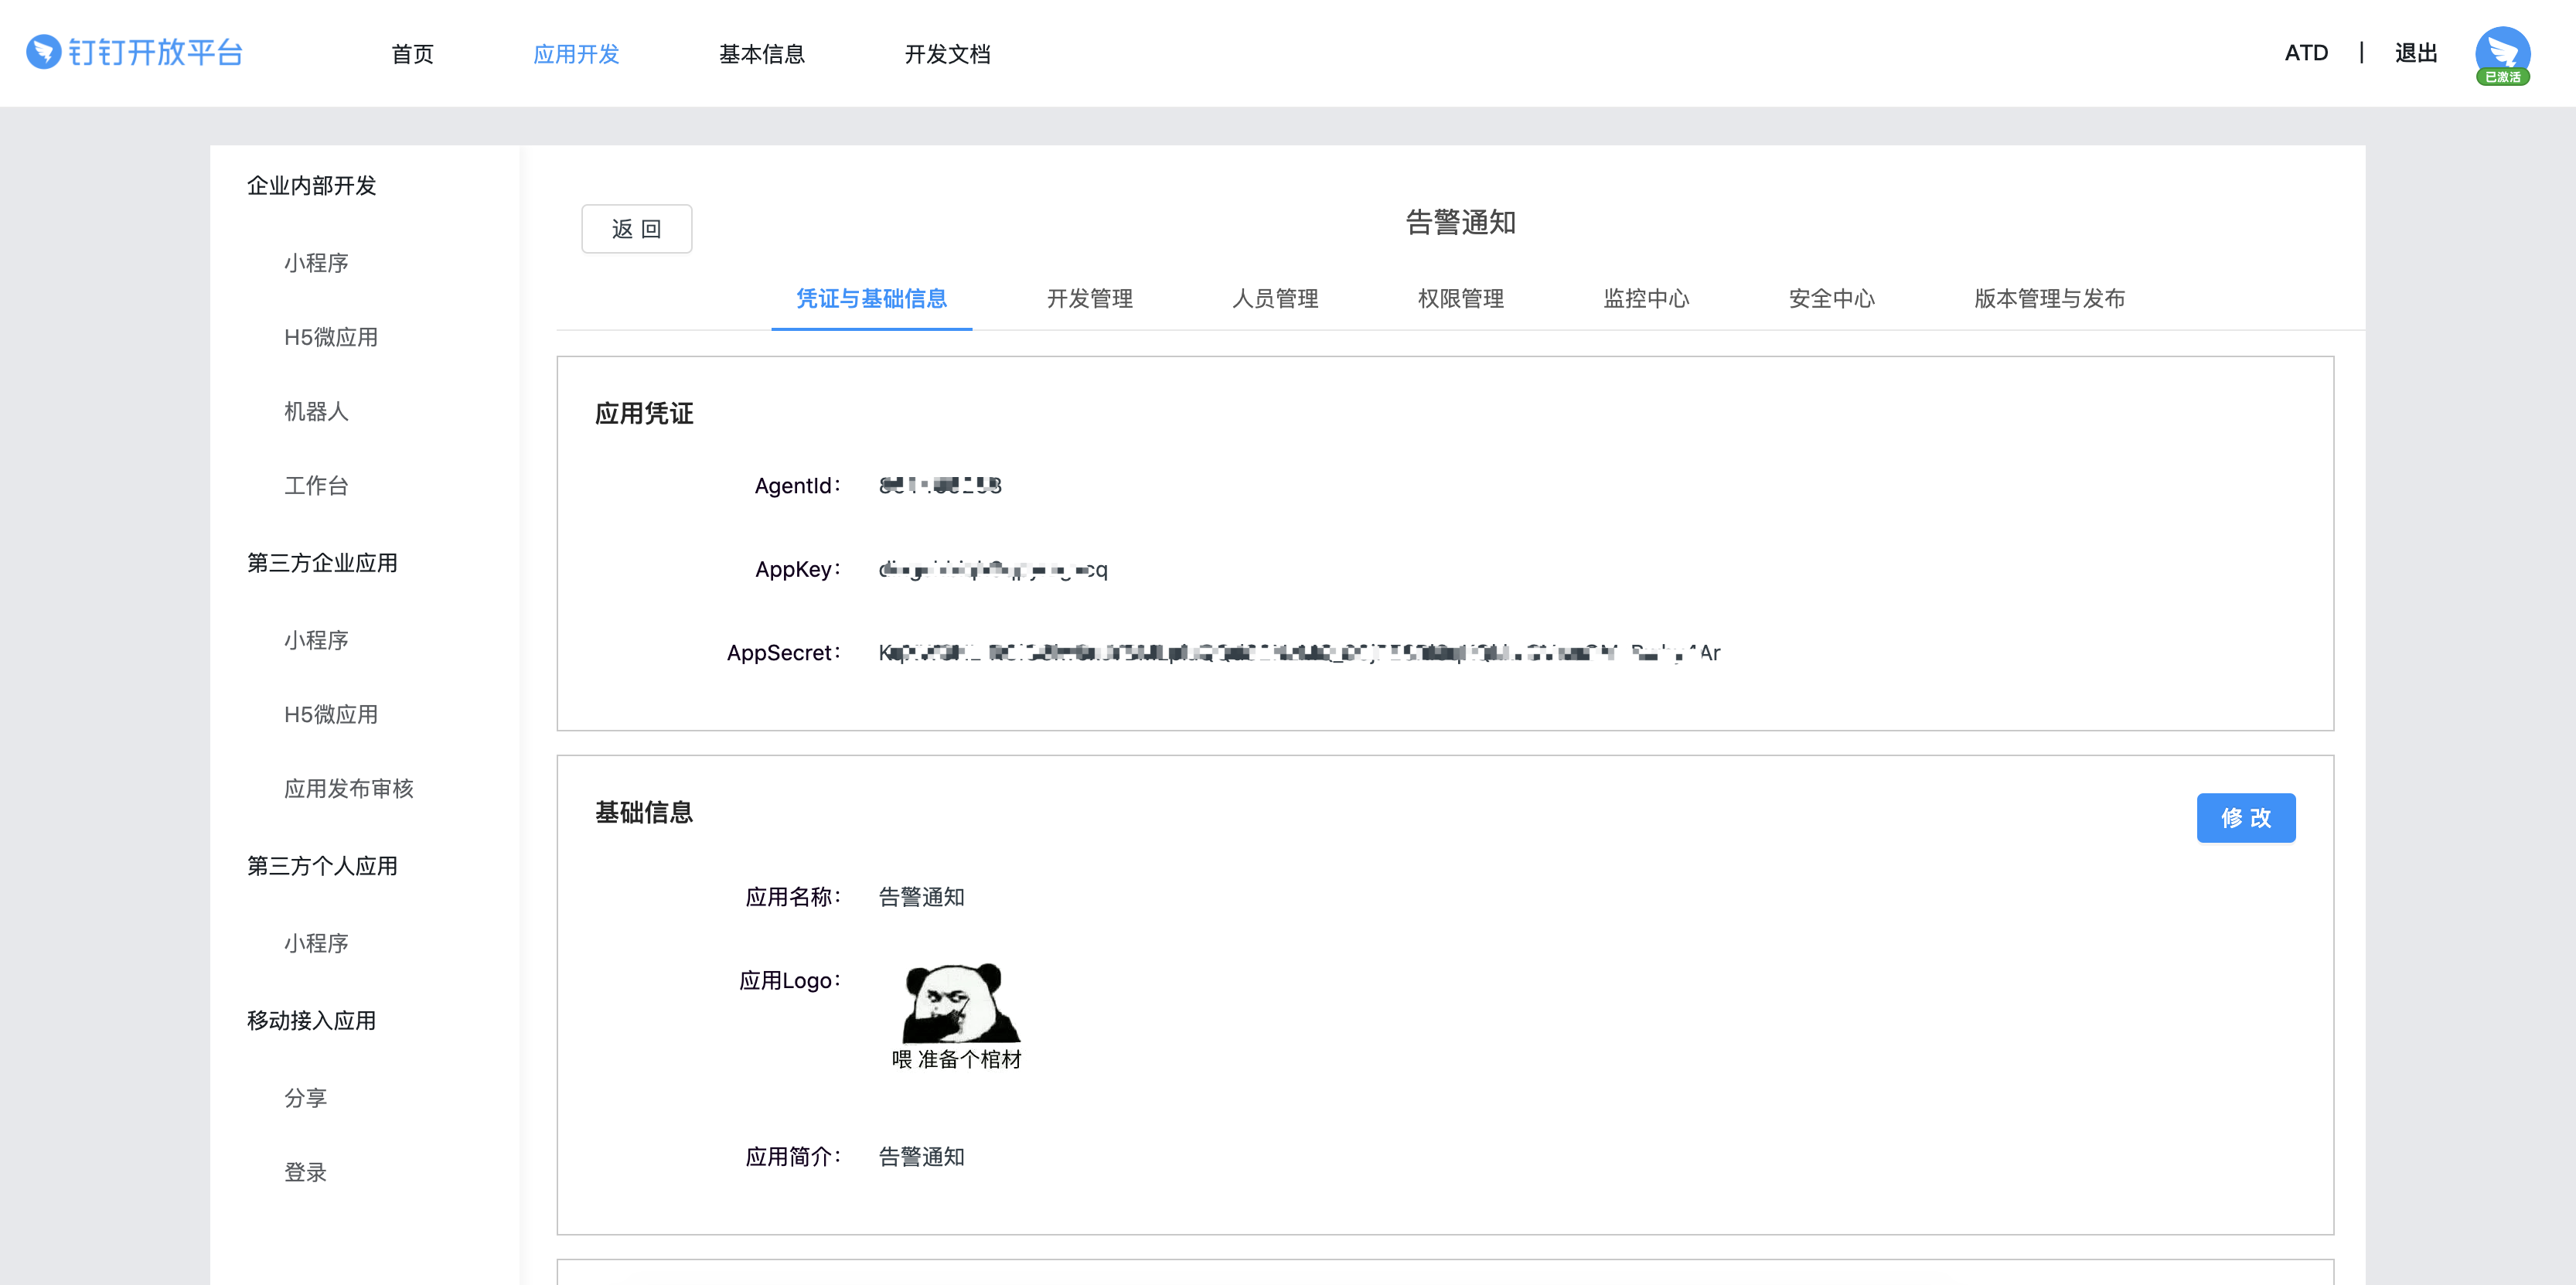 钉钉开放平台
首页
应用开发
基本信息
开发文档
ATD
|
退出
已激活
企业内部开发
小程序
H5微应用
机器人
工作台
第三方企业应用
小程序
H5微应用
应用发布审核
第三方个人应用
小程序
移动接入应用
分享
登录
返 回
告警通知
凭证与基础信息
开发管理
人员管理
权限管理
监控中心
安全中心
版本管理与发布
应用凭证
AgentId:
AppKey:
AppSecret:
基础信息
修 改
应用名称: 告警通知
应用Logo:
喂 准备个棺材
应用简介: 告警通知